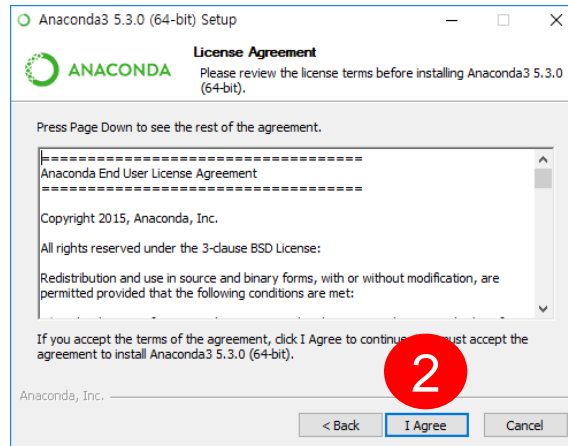 Anaconda3 5.3.0 (64-bit) Setup
ANACONDA
License Agreement
Please review the license terms before installing Anaconda3 5.3.0
(64-bit).
Press Page Down to see the rest of the agreement.
=====================================
Anaconda End User License Agreement
=====================================
Copyright 2015, Anaconda, Inc.
All rights reserved under the 3-clause BSD License:
Redistribution and use in source and binary forms, with or without modification, are
permitted provided that the following conditions are met:
If you accept the terms of the agreement, click I Agree to continue must accept the
agreement to install Anaconda3 5.3.0 (64-bit).
2
Anaconda, Inc.
< Back
I Agree
Cancel